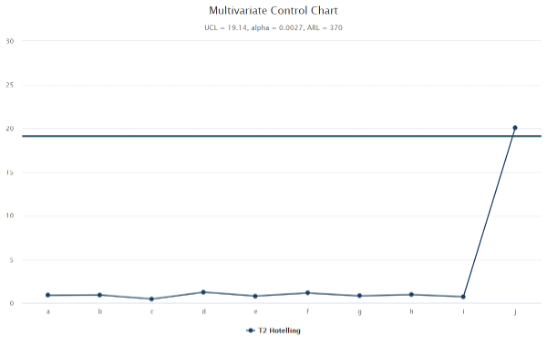 Multivariate Control Chart
UCL = 19.14, alpha = 0.0027, ARL = 370
30
25
20
15
10
5
0
a b c d e f g h i j
T2 Hotelling